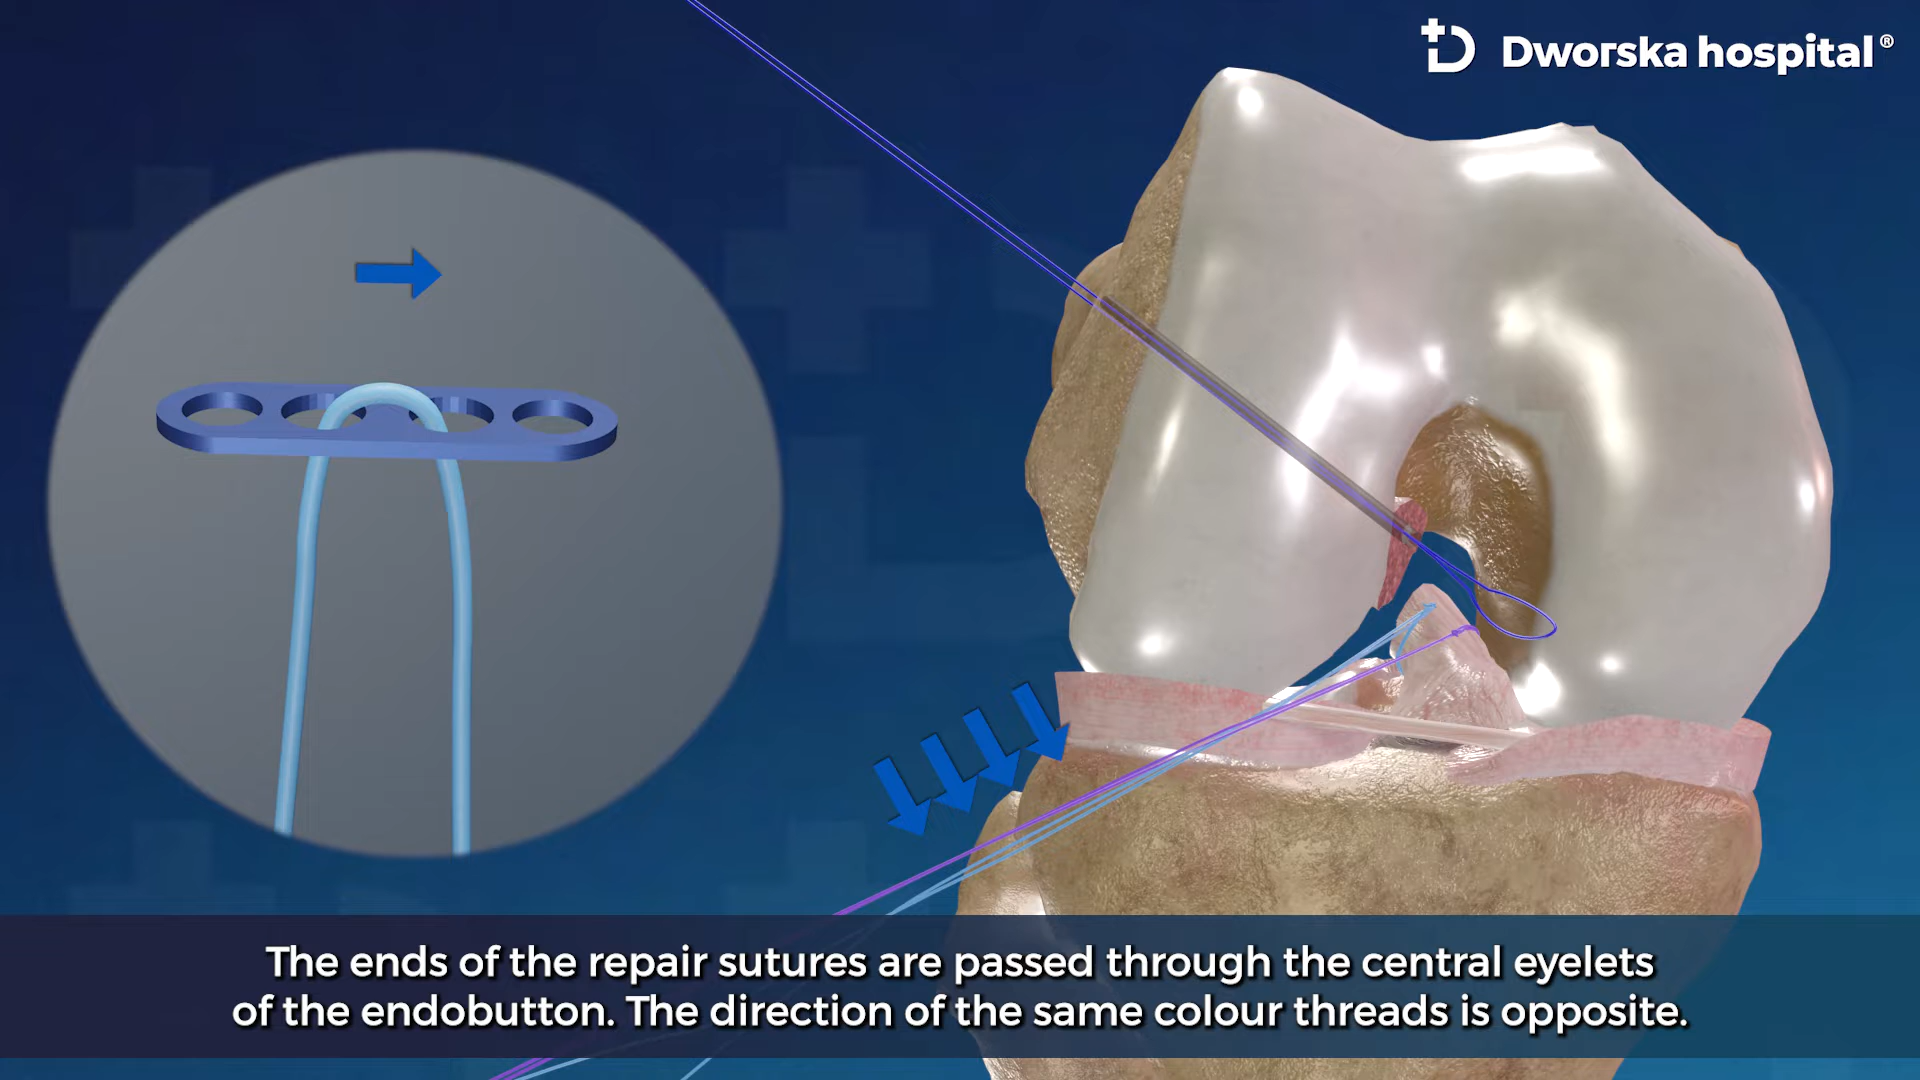 Dworska hospital®
The ends of the repair sutures are passed through the central eyelets
of the endobutton. The direction of the same colour threads is opposite.